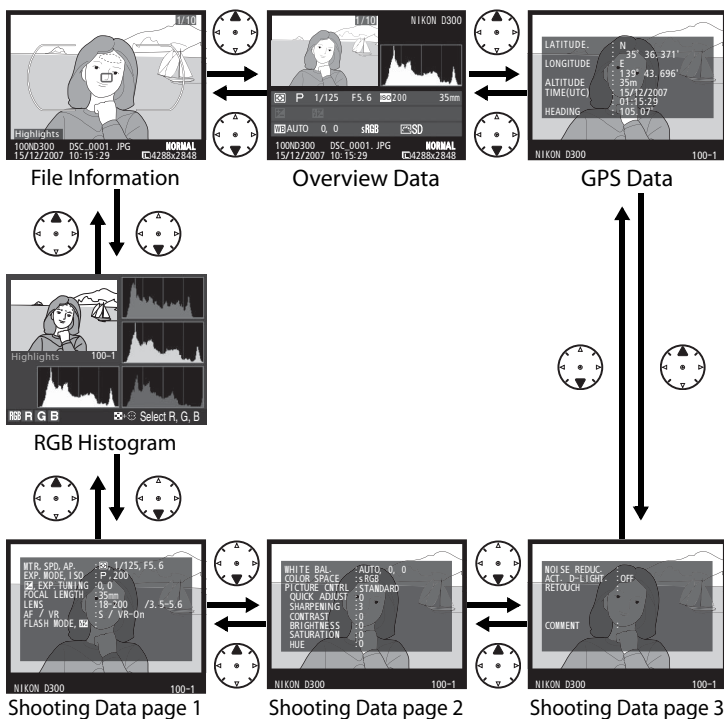 1/10
Highlights
100ND300 DSC_0001. JPG NORMAL
15/12/2007 10:15:29 4288x2848
File Information
1/10 NIKON D300
P 1/125 F5. 6 ISO 200 35mm
WB AUTO 0, 0 sRGB SD
100ND300 DSC_0001. JPG NORMAL
15/12/2007 10:15:29 4288x2848
Overview Data
LATITUDE. : N
: 35° 36.371'
LONGITUDE : E
: 139° 43.696'
ALTITUDE : 35m
TIME(UTC) : 15/12/2007
: 01:15:29
HEADING : 105.07°
NIKON D300 100-1
GPS Data
Highlights 100-1
RGB R G B Select R, G, B
RGB Histogram
MTR, SPD, AP. : , 1/125, F5. 6
EXP. MODE, ISO : P , 200
, EXP. TUNING : 0, 0
FOCAL LENGTH : 35mm
LENS : 18-200 /3.5-5.6
AF / VR : S / VR-On
FLASH MODE, :
NIKON D300 100-1
Shooting Data page 1
WHITE BAL. : AUTO, 0, 0
COLOR SPACE : sRGB
PICTURE CNTRL : STANDARD
QUICK ADJUST : 0
SHARPENING : 3
CONTRAST : 0
BRIGHTNESS : 0
SATURATION : 0
HUE : 0
NIKON D300 100-1
Shooting Data page 2
NOISE REDUC. :
ACT. D-LIGHT. : OFF
RETOUCH :
COMMENT :
NIKON D300 100-1
Shooting Data page 3